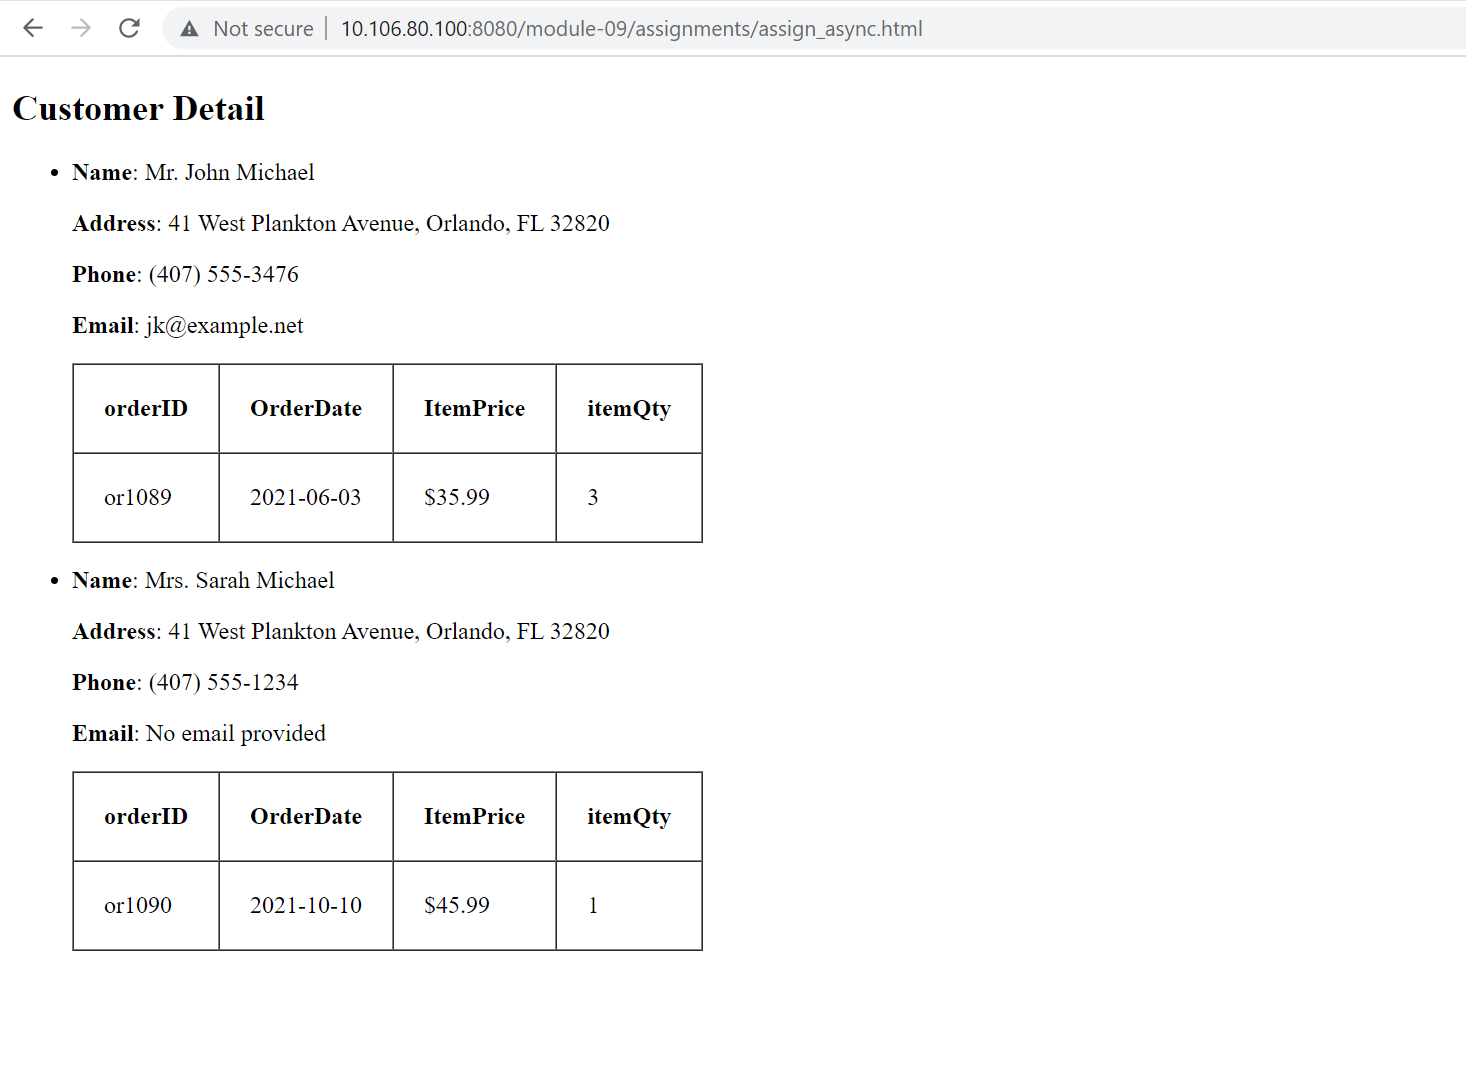 Not secure | 10.106.80.100:8080/module-09/assignments/assign_async.html
Customer Detail
Name: Mr. John Michael
Address: 41 West Plankton Avenue, Orlando, FL 32820
Phone: (407) 555-3476
Email: jk@example.net
orderID OrderDate ItemPrice itemQty
or1089 2021-06-03 $35.99 3
Name: Mrs. Sarah Michael
Address: 41 West Plankton Avenue, Orlando, FL 32820
Phone: (407) 555-1234
Email: No email provided
orderID OrderDate ItemPrice itemQty
or1090 2021-10-10 $45.99 1